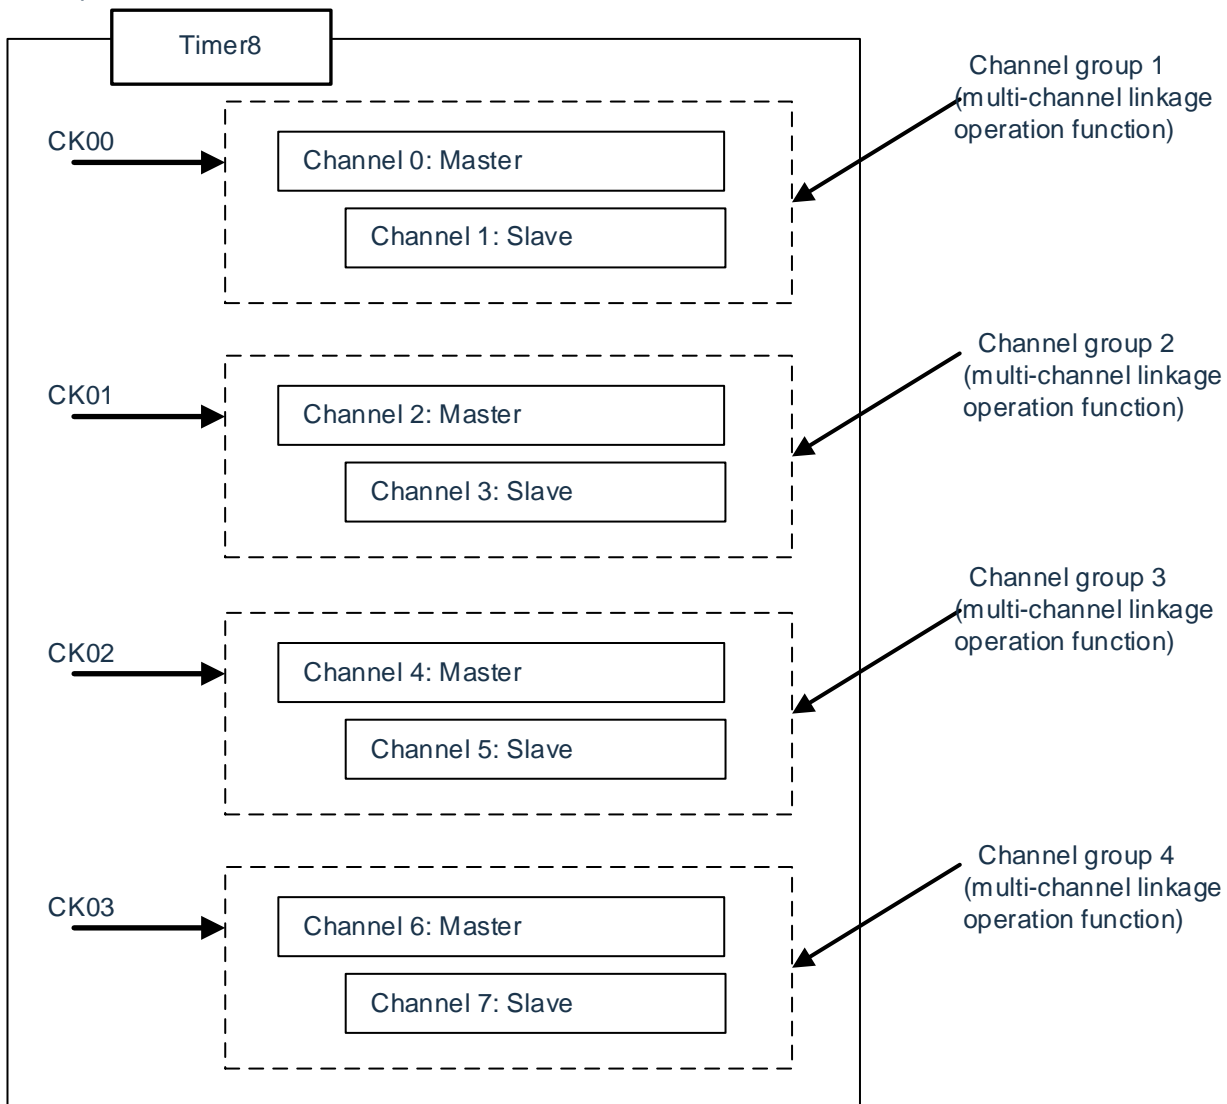 Timer8
Channel group 1
(multi-channel linkage
operation function)
CK00
Channel 0: Master
Channel 1: Slave
Channel group 2
(multi-channel linkage
operation function)
CK01
Channel 2: Master
Channel 3: Slave
Channel group 3
(multi-channel linkage
operation function)
CK02
Channel 4: Master
Channel 5: Slave
Channel group 4
(multi-channel linkage
operation function)
CK03
Channel 6: Master
Channel 7: Slave